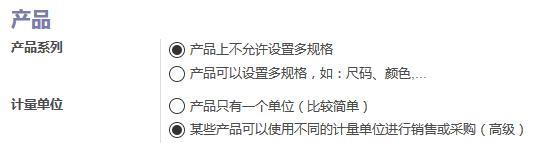 产品
产品系列
产品上不允许设置多规格
产品可以设置多规格，如：尺码、颜色,...
计量单位
产品只有一个单位（比较简单）
某些产品可以使用不同的计量单位进行销售或采购（高级）